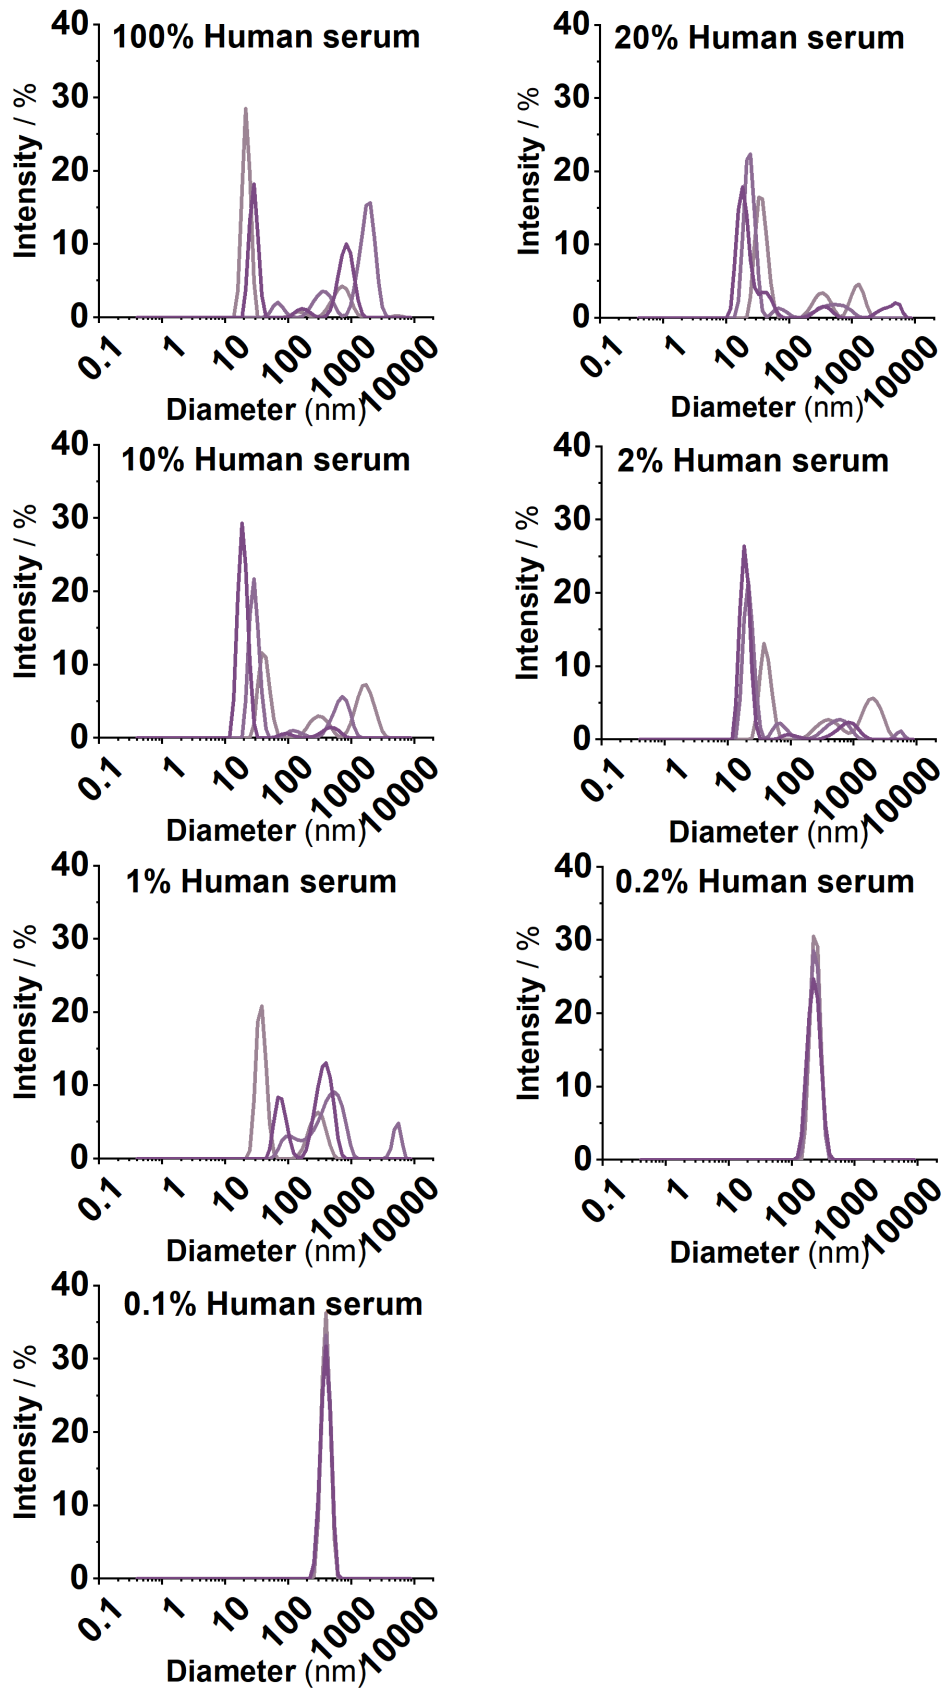 100% Human serum
Intensity / %
40
30
20
10
0
0.1 1 10 100 1000 10000
Diameter (nm)
20% Human serum
Intensity / %
40
30
20
10
0
0.1 1 10 100 1000 10000
Diameter (nm)
10% Human serum
Intensity / %
40
30
20
10
0
0.1 1 10 100 1000 10000
Diameter (nm)
2% Human serum
Intensity / %
40
30
20
10
0
0.1 1 10 100 1000 10000
Diameter (nm)
1% Human serum
Intensity / %
40
30
20
10
0
0.1 1 10 100 1000 10000
Diameter (nm)
0.2% Human serum
Intensity / %
40
30
20
10
0
0.1 1 10 100 1000 10000
Diameter (nm)
0.1% Human serum
Intensity / %
40
30
20
10
0
0.1 1 10 100 1000 10000
Diameter (nm)